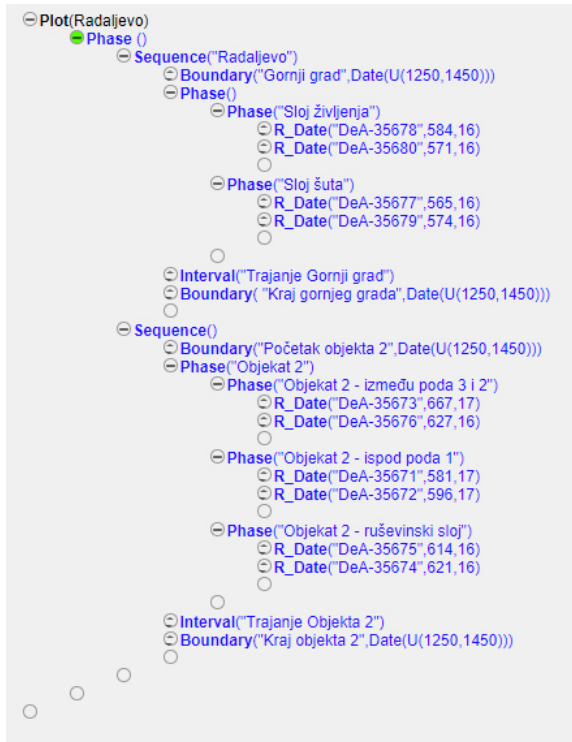 Plot(Radaljevo)
Phase ()
Sequence("Radaljevo")
Boundary("Gornji grad",Date(U(1250,1450)))
Phase()
Phase("Sloj življenja")
R_Date("DeA-35678",584,16)
R_Date("DeA-35680",571,16)
Phase("Sloj šuta")
R_Date("DeA-35677",565,16)
R_Date("DeA-35679",574,16)
Interval("Trajanje Gornji grad")
Boundary( "Kraj gornjeg grada",Date(U(1250,1450)))
Sequence()
Boundary("Početak objekta 2",Date(U(1250,1450)))
Phase("Objekat 2")
Phase("Objekat 2 - između poda 3 i 2")
R_Date("DeA-35673",667,17)
R_Date("DeA-35676",627,16)
Phase("Objekat 2 - ispod poda 1")
R_Date("DeA-35671",581,17)
R_Date("DeA-35672",596,17)
Phase("Objekat 2 - ruševinski sloj")
R_Date("DeA-35675",614,16)
R_Date("DeA-35674",621,16)
Interval("Trajanje Objekta 2")
Boundary("Kraj objekta 2",Date(U(1250,1450)))